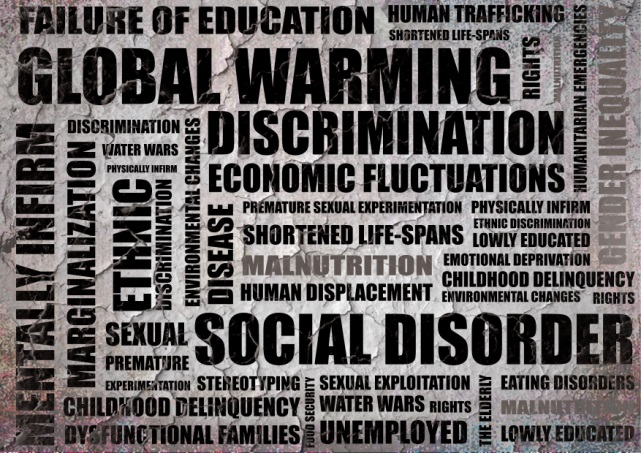 FAILURE OF EDUCATION
HUMAN TRAFFICKING
SHORTENED LIFE-SPANS
GLOBAL WARMING
RIGHTS
HUMANITARIAN EMERGENCIES
GENDER INEQUALITY
MENTALLY INFIRM
MARGINALIZATION
DISCRIMINATION
WATER WARS
PHYSICALLY INFIRM
ETHNIC
DISCRIMINATION
ENVIRONMENTAL CHANGES
DISCRIMINATION
ECONOMIC FLUCTUATIONS
DISEASE
PREMATURE SEXUAL EXPERIMENTATION
PHYSICALLY INFIRM
ETHNIC DISCRIMINATION
SHORTENED LIFE-SPANS
LOWLY EDUCATED
MALNUTRITION
EMOTIONAL DEPRIVATION
CHILDHOOD DELINQUENCY
HUMAN DISPLACEMENT
ENVIRONMENTAL CHANGES
RIGHTS
SEXUAL
SOCIAL DISORDER
PREMATURE
EXPERIMENTATION
STEREOTYPING
SEXUAL EXPLOITATION
EATING DISORDERS
CHILDHOOD DELINQUENCY
FOOD SECURITY
WATER WARS
RIGHTS
THE ELDERLY
MALNUTRITION
DYSFUNCTIONAL FAMILIES
UNEMPLOYED
LOWLY EDUCATED